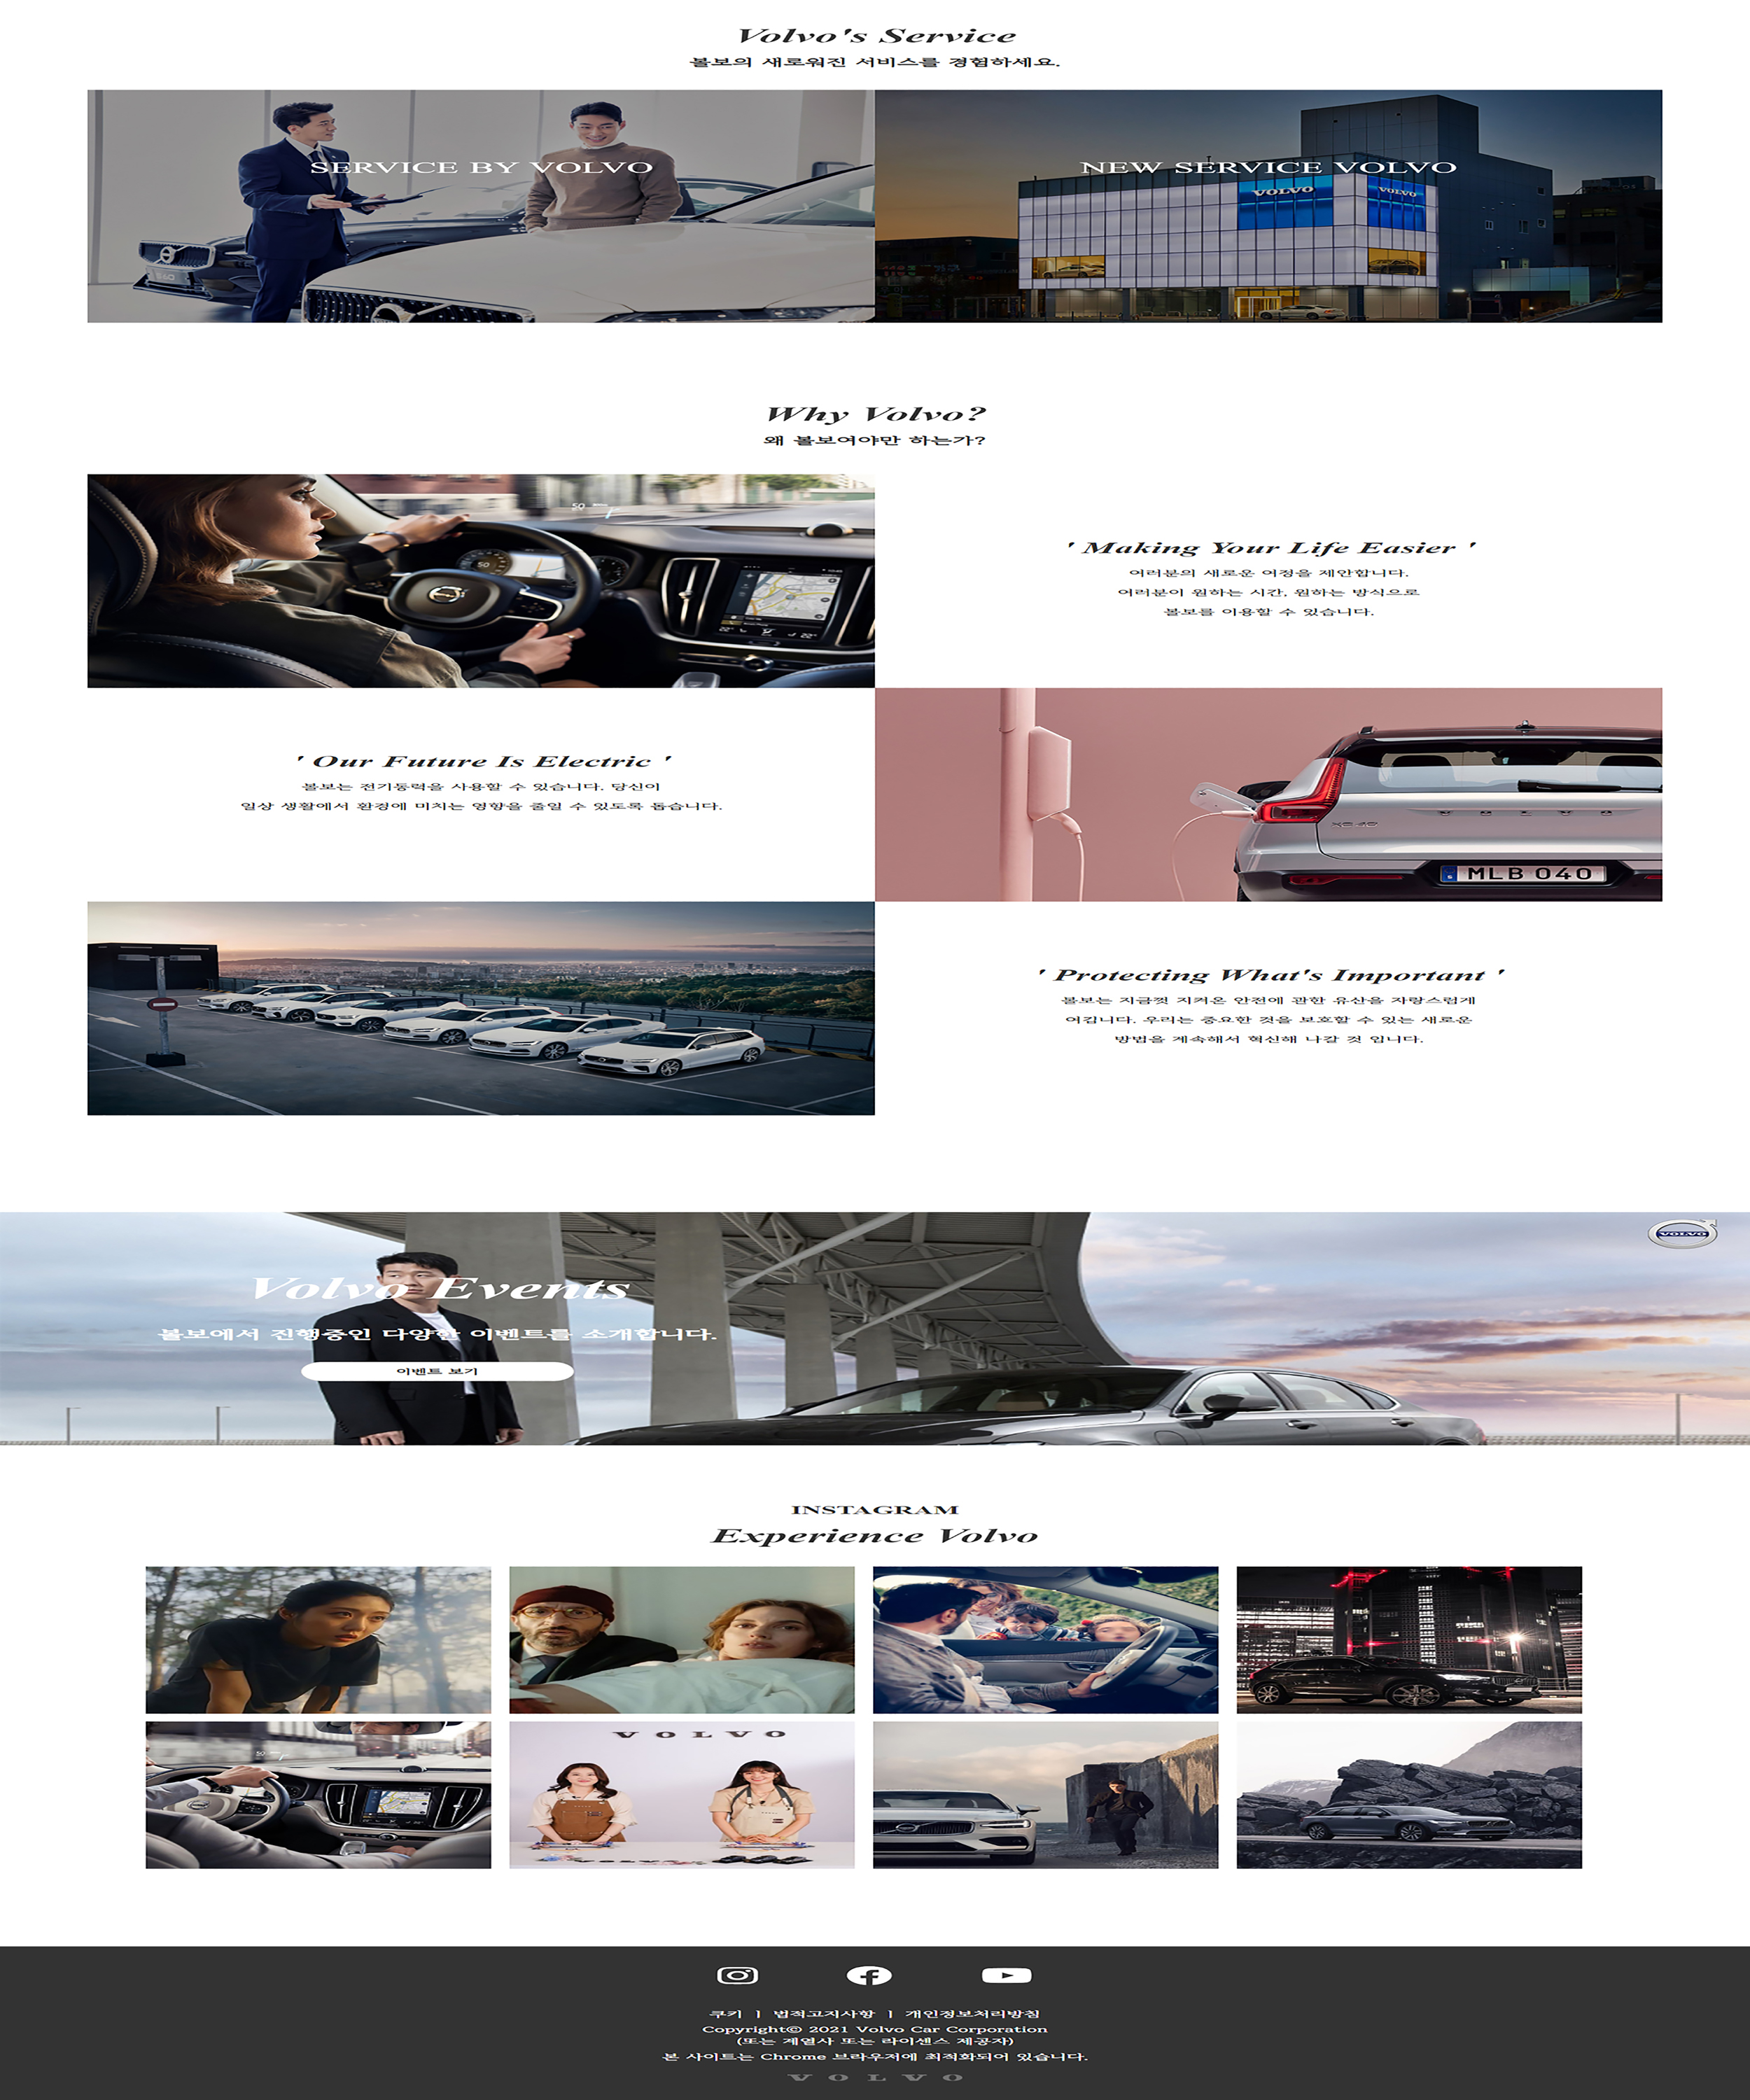 Volvo's Service
볼보의 새로워진 서비스를 경험하세요.
SERVICE BY VOLVO
NEW SERVICE VOLVO
VOLVO
VOLVO
Why Volvo?
왜 볼보여야만 하는가?
50
50
' Making Your Life Easier '
여러분의 새로운 여정을 제안합니다.
여러분이 원하는 시간, 원하는 방식으로
볼보를 이용할 수 있습니다.
' Our Future Is Electric '
볼보는 전기동력을 사용할 수 있습니다. 당신이
일상 생활에서 환경에 미치는 영향을 줄일 수 있도록 돕습니다.
VOLVO
XC40
MLB 040
' Protecting What's Important '
볼보는 지금껏 지켜온 안전에 관한 유산을 자랑스럽게
여깁니다. 우리는 중요한 것을 보호할 수 있는 새로운
방법을 계속해서 혁신해 나갈 것 입니다.
VOLVO
Volvo Events
볼보에서 진행중인 다양한 이벤트를 소개합니다.
이벤트 보기
INSTAGRAM
Experience Volvo
50
VOLVO
쿠키 | 법적고지사항 | 개인정보처리방침
Copyright© 2021 Volvo Car Corporation
(또는 계열사 또는 라이센스 제공자)
본 사이트는 Chrome 브라우저에 최적화되어 있습니다.
VOLVO